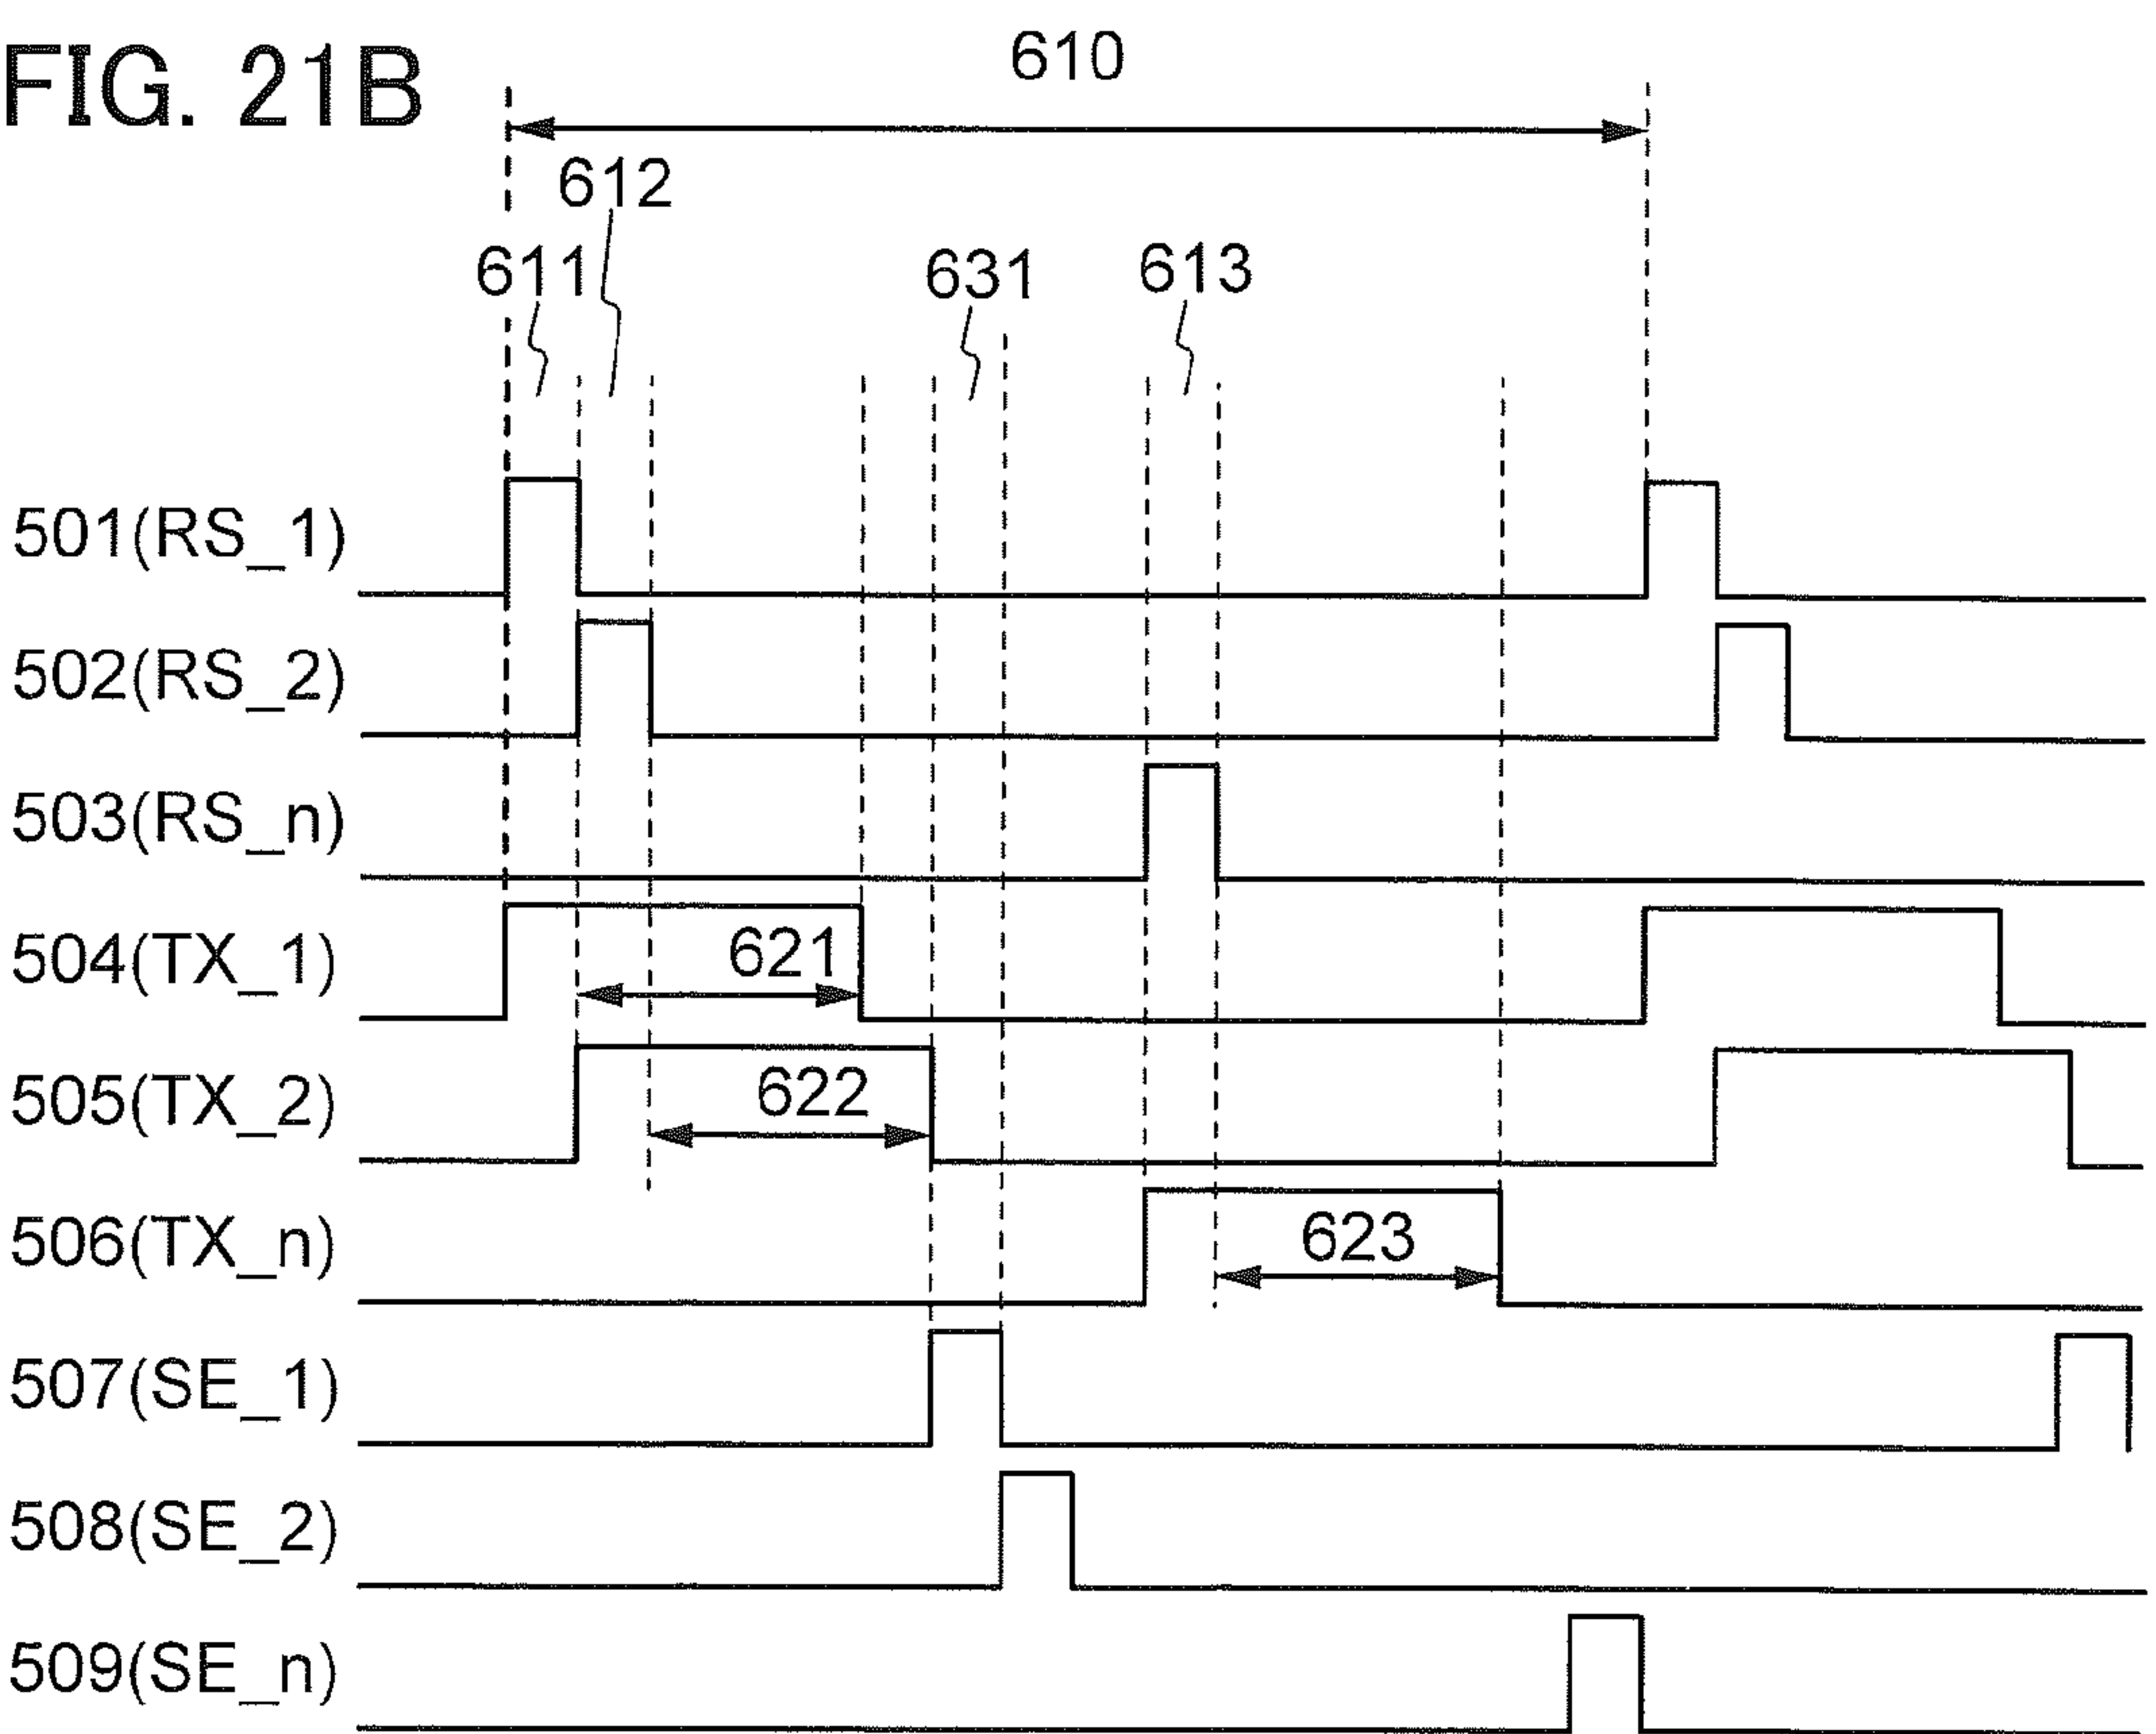 FIG. 21B
610
612
611
631
613
501(RS_1)
502(RS_2)
503(RS_n)
504(TX_1)
621
505(TX_2)
622
506(TX_n)
623
507(SE_1)
508(SE_2)
509(SE_n)